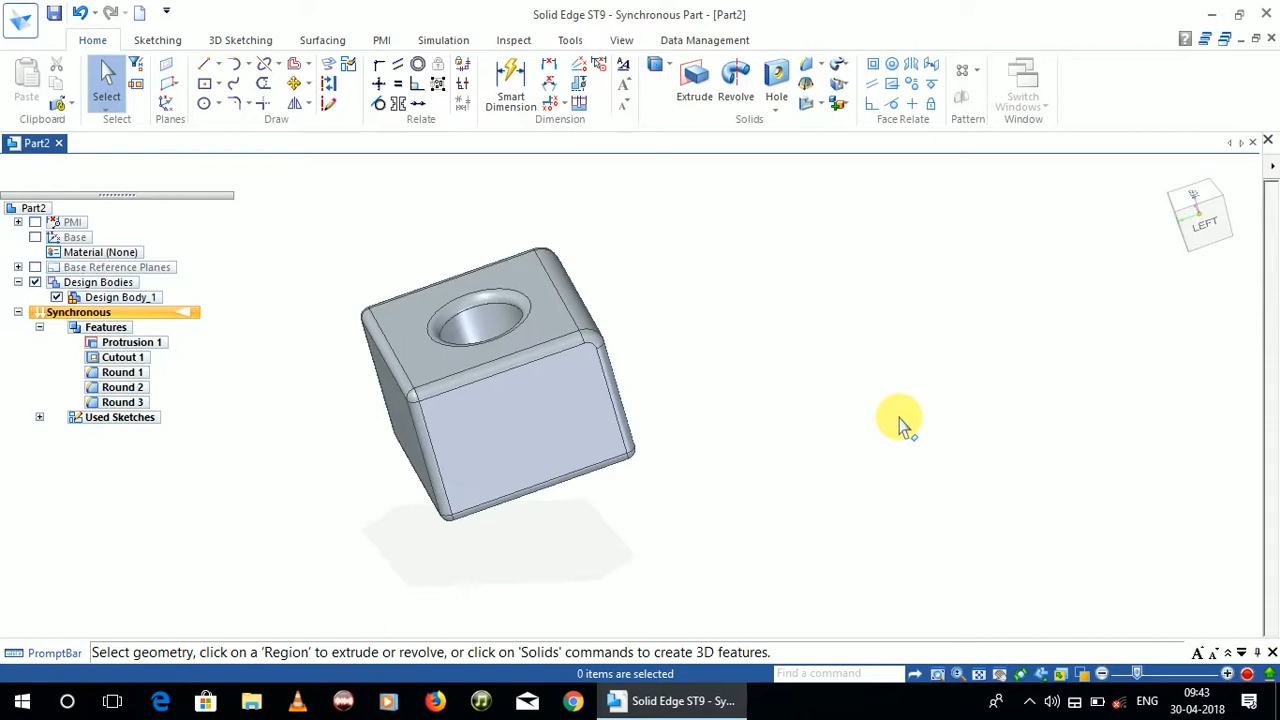 Solid Edge ST9 - Synchronous Part - [Part2]
Home
Sketching
3D Sketching
Surfacing
PMI
Simulation
Inspect
Tools
View
Data Management
Paste
Select
Smart
Dimension
Extrude
Revolve
Hole
Switch
Windows
Clipboard
Select
Planes
Draw
Relate
Dimension
Solids
Face Relate
Pattern
Window
Part2
Part2
PMI
Base
Material (None)
Base Reference Planes
Design Bodies
Design Body_1
Synchronous
Features
Protrusion 1
Cutout 1
Round 1
Round 2
Round 3
Used Sketches
LEFT
PromptBar
Select geometry, click on a 'Region' to extrude or revolve, or click on 'Solids' commands to create 3D features.
0 items are selected
Find a command
Solid Edge ST9 - Sy...
ENG
09:43
30-04-2018